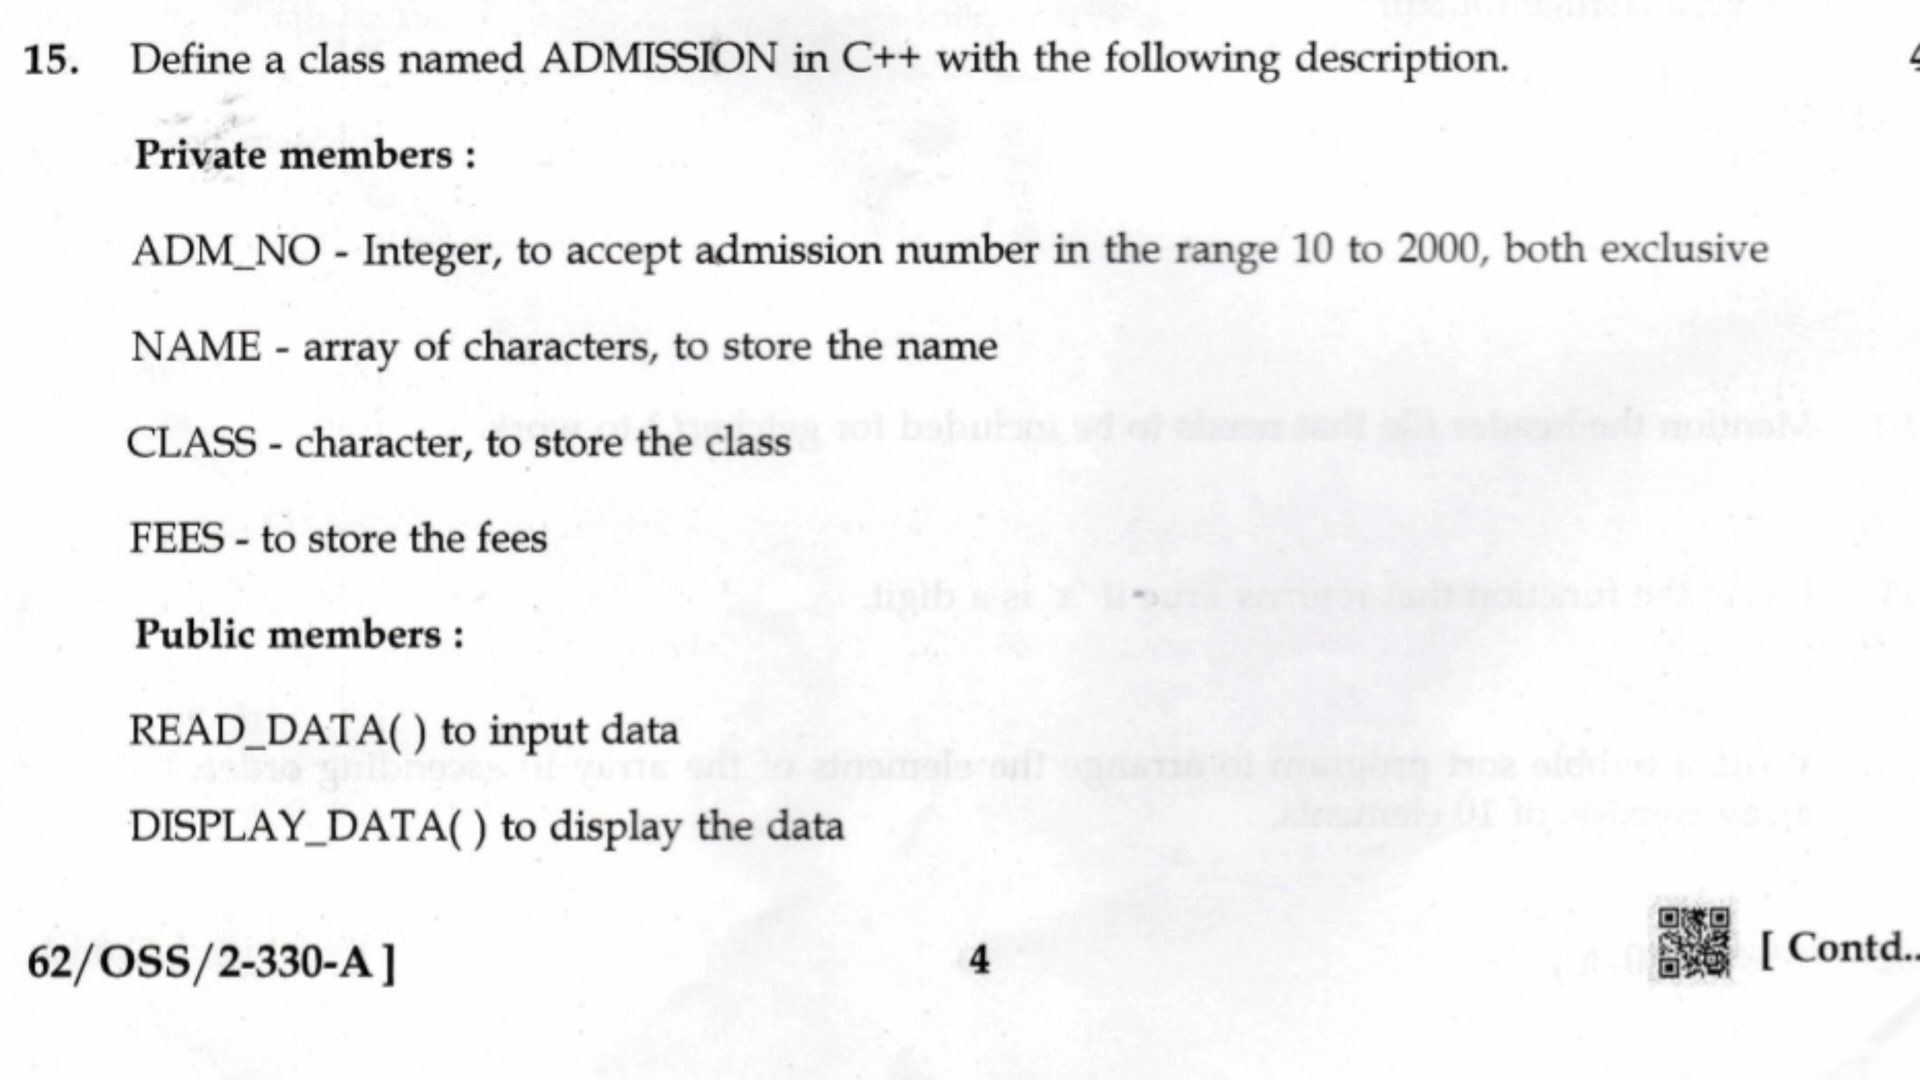 15. Define a class named ADMISSION in C++ with the following description. 4
Private members :
ADM_NO - Integer, to accept admission number in the range 10 to 2000, both exclusive
NAME - array of characters, to store the name
CLASS - character, to store the class
FEES - to store the fees
Public members :
READ_DATA( ) to input data
DISPLAY_DATA( ) to display the data
62/OSS/2-330-A ] 4 [ Contd..